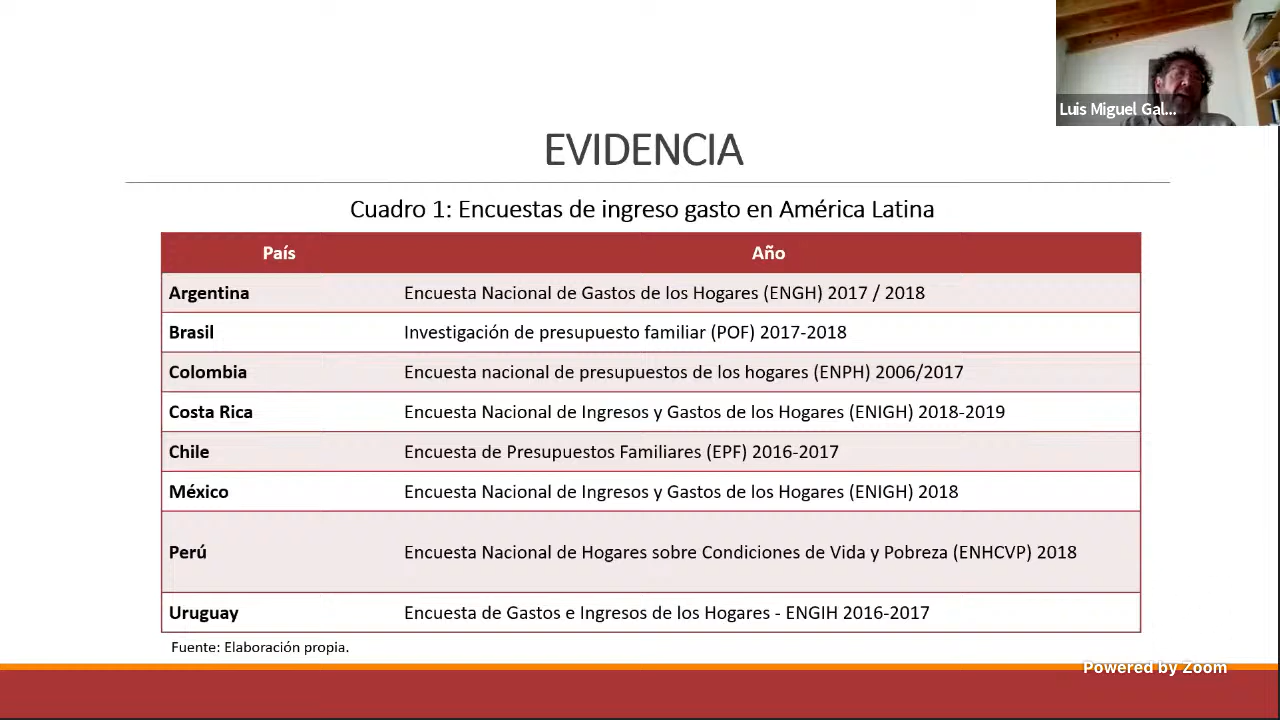 Luis Miguel Gal...
EVIDENCIA
Cuadro 1: Encuestas de ingreso gasto en América Latina
País Año
Argentina Encuesta Nacional de Gastos de los Hogares (ENGH) 2017 / 2018
Brasil Investigación de presupuesto familiar (POF) 2017-2018
Colombia Encuesta nacional de presupuestos de los hogares (ENPH) 2006/2017
Costa Rica Encuesta Nacional de Ingresos y Gastos de los Hogares (ENIGH) 2018-2019
Chile Encuesta de Presupuestos Familiares (EPF) 2016-2017
México Encuesta Nacional de Ingresos y Gastos de los Hogares (ENIGH) 2018
Perú Encuesta Nacional de Hogares sobre Condiciones de Vida y Pobreza (ENHCVP) 2018
Uruguay Encuesta de Gastos e Ingresos de los Hogares - ENGIH 2016-2017
Fuente: Elaboración propia.
Powered by Zoom